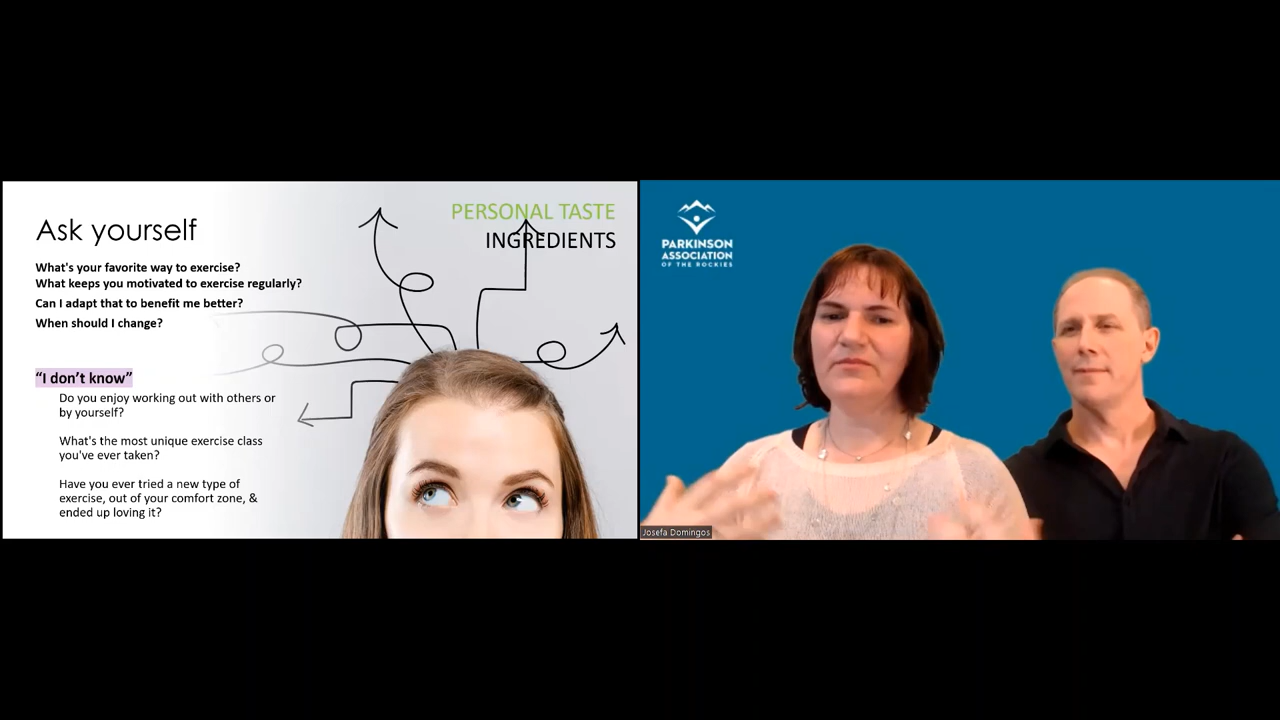 PERSONAL TASTE
INGREDIENTS
Ask yourself
What's your favorite way to exercise?
What keeps you motivated to exercise regularly?
Can I adapt that to benefit me better?
When should I change?
“I don’t know”
Do you enjoy working out with others or
by yourself?
What's the most unique exercise class
you've ever taken?
Have you ever tried a new type of
exercise, out of your comfort zone, &
ended up loving it?
PARKINSON
ASSOCIATION
OF THE ROCKIES
Josefa Domingos